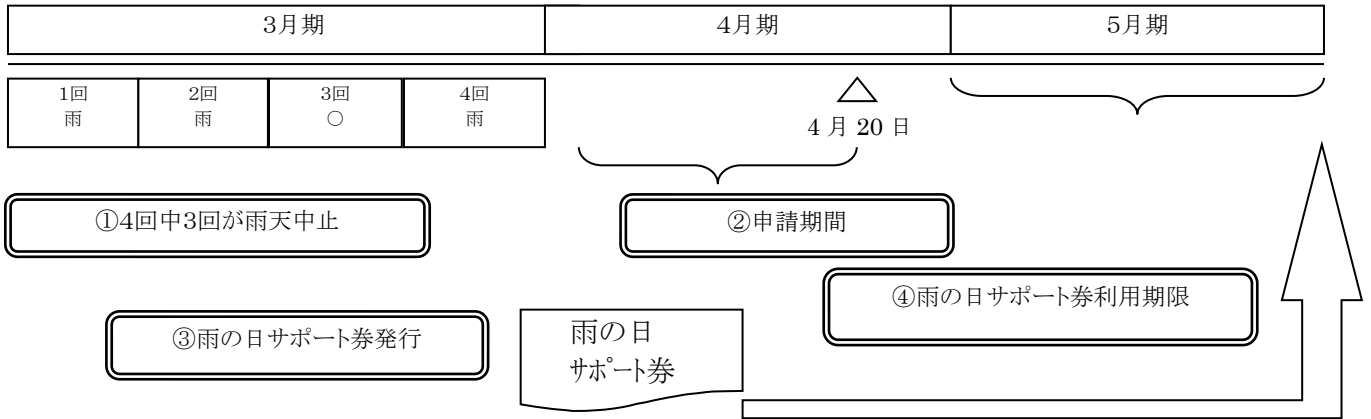 3月期
4月期
5月期
1回
雨
2回
雨
3回
○
4回
雨
4月20日
①4回中3回が雨天中止
②申請期間
④雨の日サポート券利用期限
③雨の日サポート券発行
雨の日
ｻﾎﾟｰﾄ券